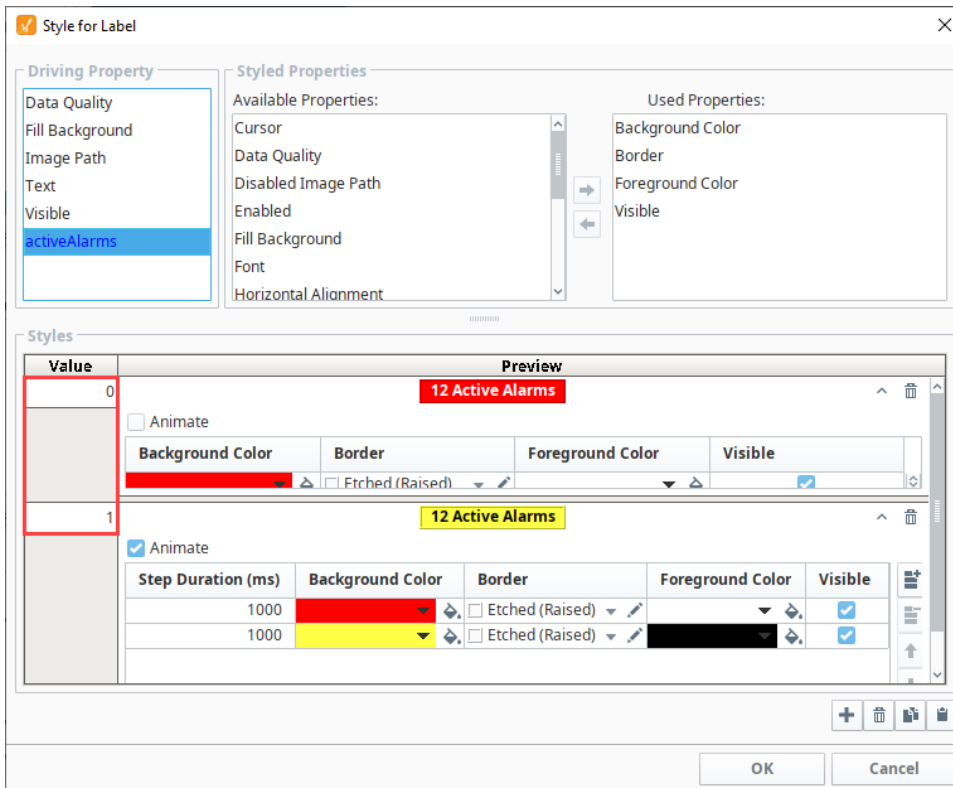 Style for Label
Driving Property
Styled Properties
Data Quality
Fill Background
Image Path
Text
Visible
activeAlarms
Available Properties:
Cursor
Data Quality
Disabled Image Path
Enabled
Fill Background
Font
Horizontal Alignment
Used Properties:
Background Color
Border
Foreground Color
Visible
Styles
Value Preview
0 12 Active Alarms
Animate
Background Color Border Foreground Color Visible
Etched (Raised)
1 12 Active Alarms
Animate
Step Duration (ms) Background Color Border Foreground Color Visible
1000 Etched (Raised)
1000 Etched (Raised)
OK Cancel